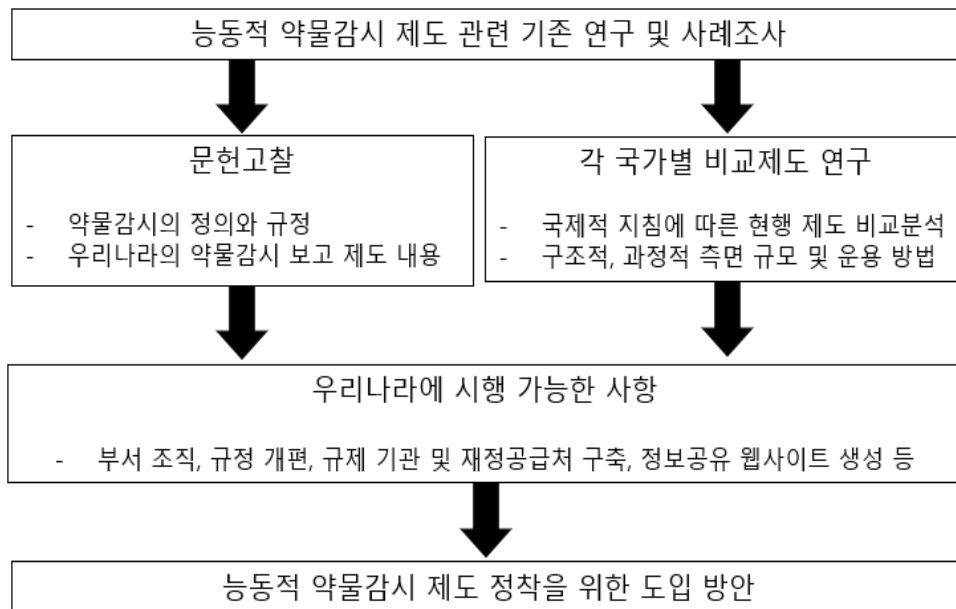 능동적 약물감시 제도 관련 기존 연구 및 사례조사
문헌고찰
- 약물감시의 정의와 규정
- 우리나라의 약물감시 보고 제도 내용
각 국가별 비교제도 연구
- 국제적 지침에 따른 현행 제도 비교분석
- 구조적, 과정적 측면 규모 및 운용 방법
우리나라에 시행 가능한 사항
- 부서 조직, 규정 개편, 규제 기관 및 재정공급처 구축, 정보공유 웹사이트 생성 등
능동적 약물감시 제도 정착을 위한 도입 방안